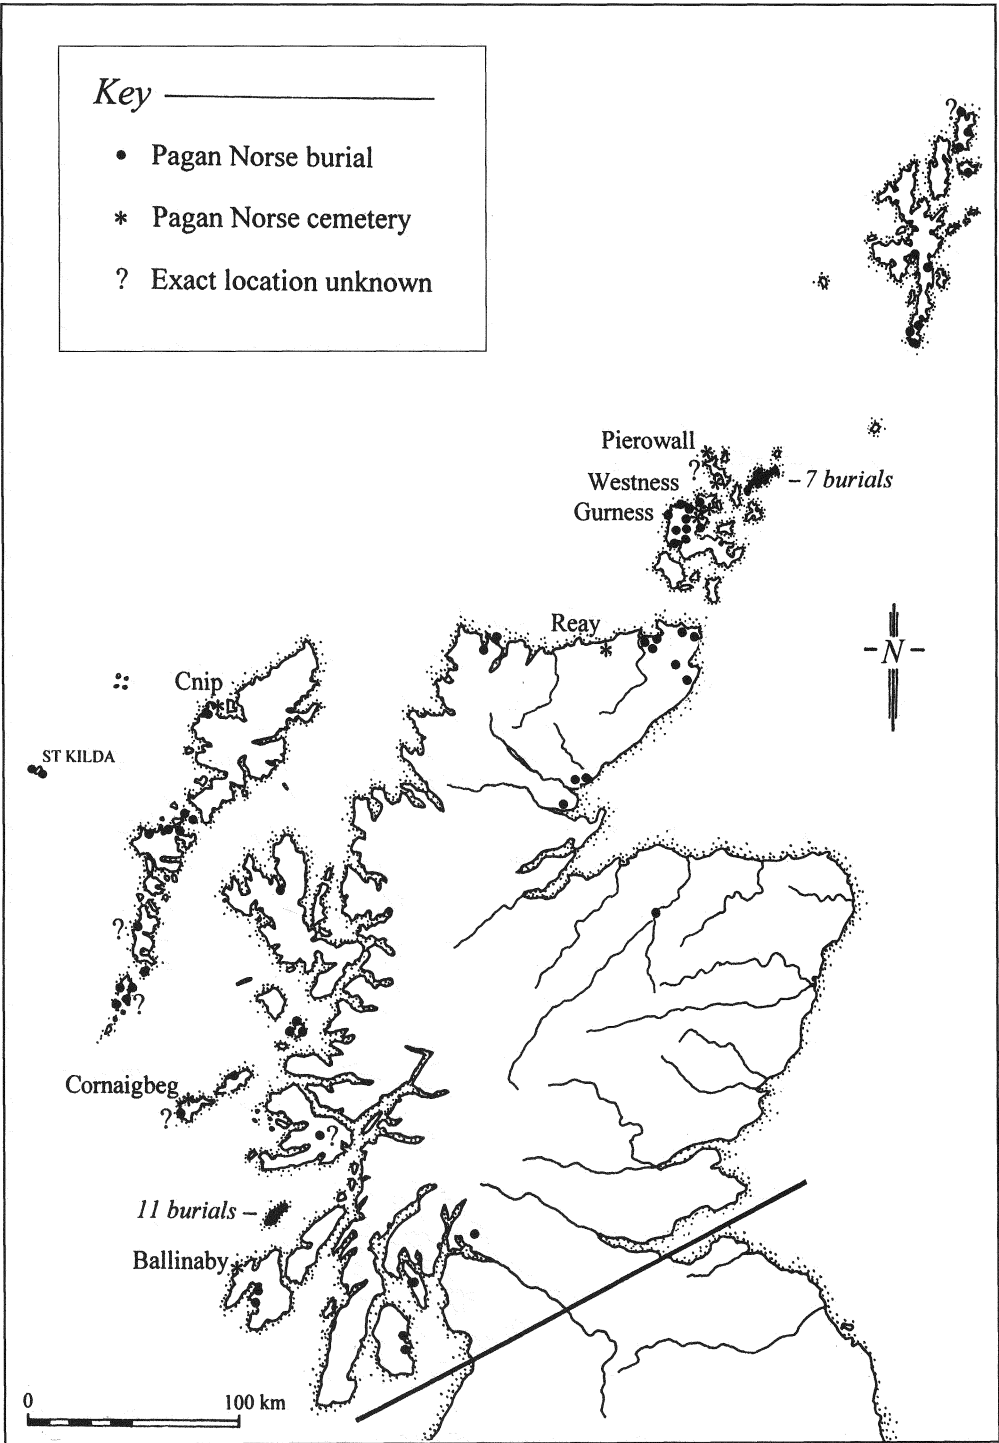 Key
Pagan Norse burial
* Pagan Norse cemetery
? Exact location unknown
?
Pierowall
?
Westness
7 burials
Gurness
Reay
N
Cnip
ST KILDA
?
?
Cornaigbeg
?
?
11 burials
Ballinaby
0 100 km